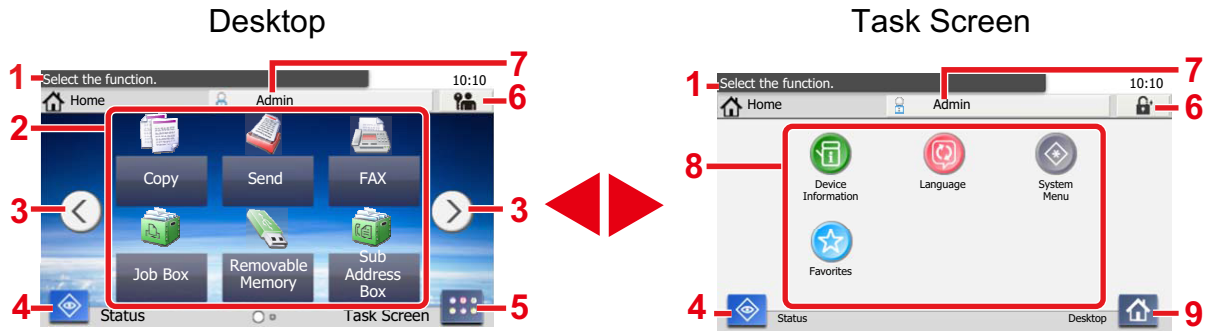 Desktop
Task Screen
1 Select the function. 10:10 7
Home Admin 6
2
Copy Send FAX
3 3
Job Box Removable Memory Sub Address Box
4 Status Task Screen 5
1 Select the function. 10:10 7
Home Admin 6
8
Device Information Language System Menu
Favorites
4 Status Desktop 9